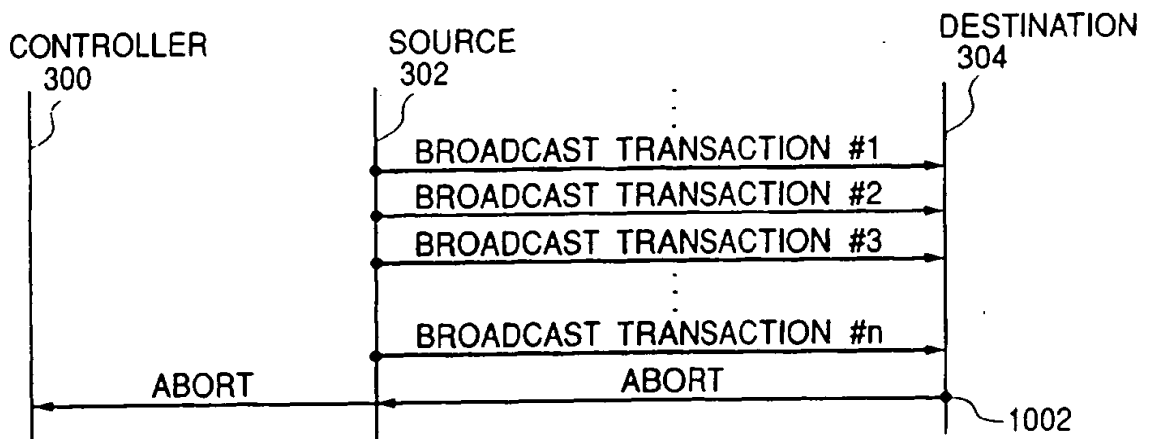 CONTROLLER
300
SOURCE
302
DESTINATION
304
BROADCAST TRANSACTION #1
BROADCAST TRANSACTION #2
BROADCAST TRANSACTION #3
BROADCAST TRANSACTION #n
ABORT
ABORT
1002